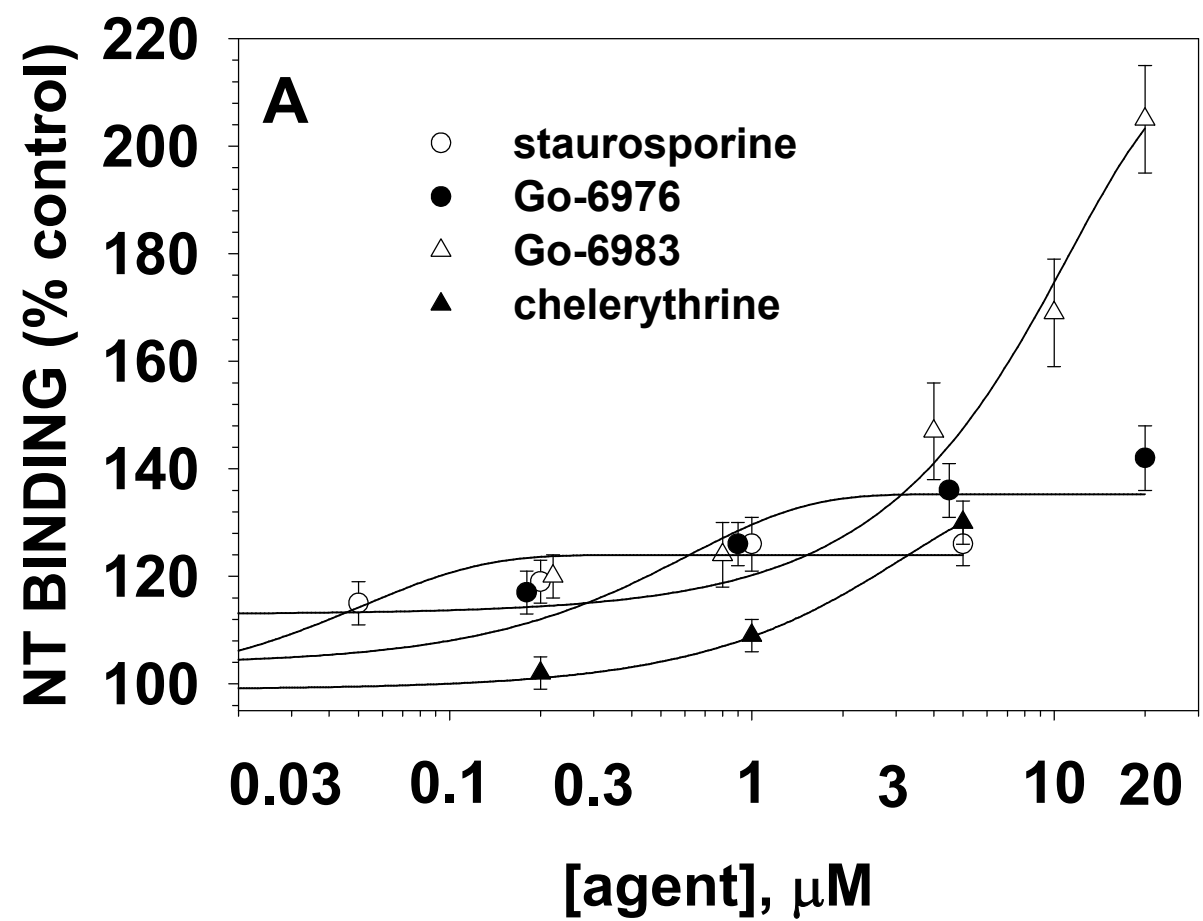 A
staurosporine
Go-6976
Go-6983
chelerythrine
NT BINDING (% control)
220
200
180
160
140
120
100
0.03 0.1 0.3 1 3 10 20
[agent], μM